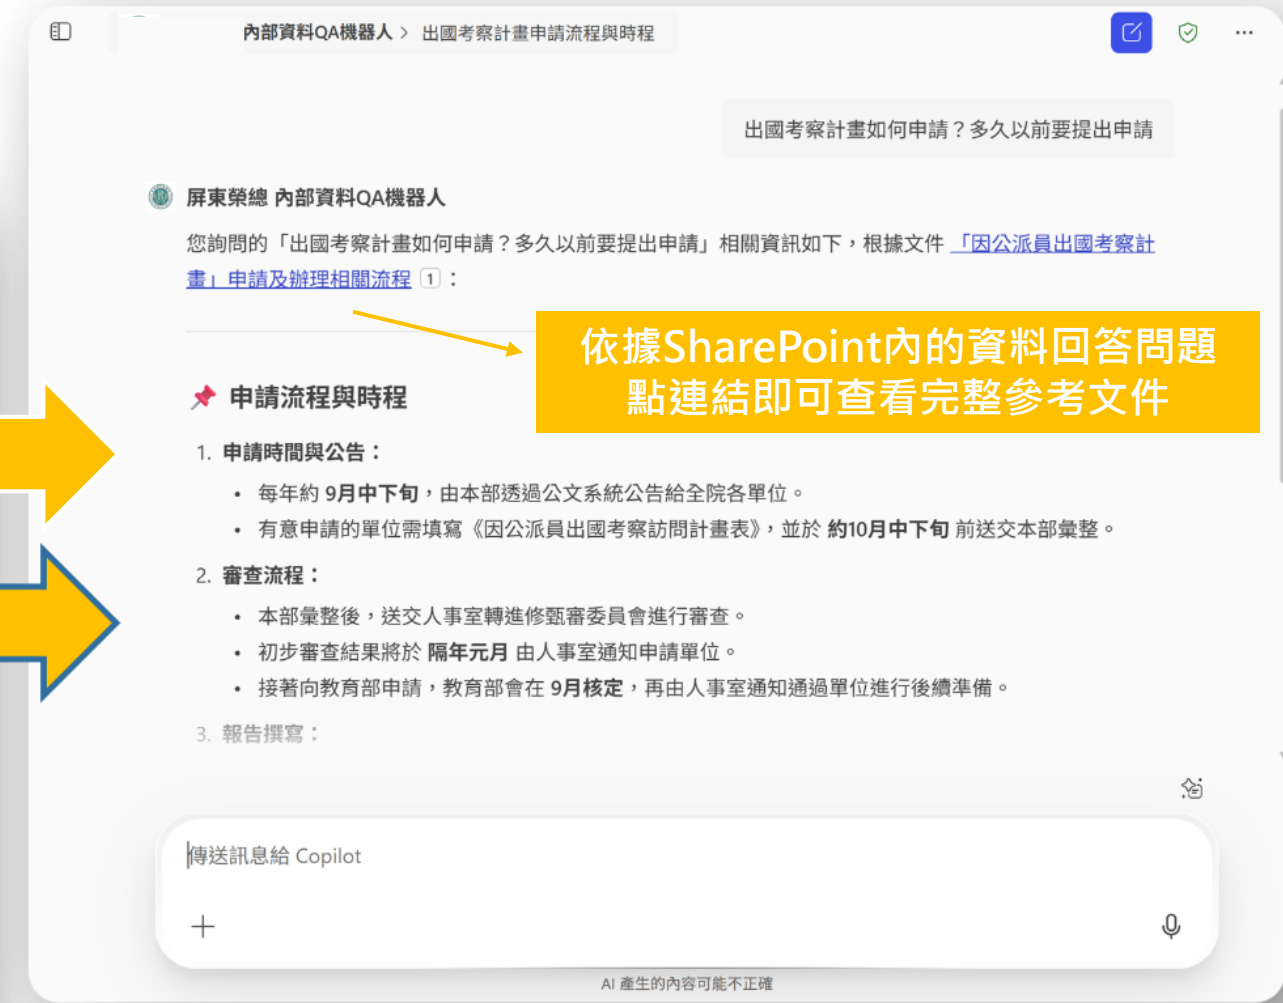 內部資料QA機器人 > 出國考察計畫申請流程與時程
出國考察計畫如何申請？多久以前要提出申請
屏東榮總 內部資料QA機器人
您詢問的「出國考察計畫如何申請？多久以前要提出申請」相關資訊如下，根據文件 「因公派員出國考察計
畫」申請及辦理相關流程 1 ：
依據SharePoint內的資料回答問題
點連結即可查看完整參考文件
📌 申請流程與時程
1. 申請時間與公告：
• 每年約 9月中下旬，由本部透過公文系統公告給全院各單位。
• 有意申請的單位需填寫《因公派員出國考察訪問計畫表》，並於 約10月中下旬 前送交本部彙整。
2. 審查流程：
• 本部彙整後，送交人事室轉進修甄審委員會進行審查。
• 初步審查結果將於 隔年元月 由人事室通知申請單位。
• 接著向教育部申請，教育部會在 9月核定，再由人事室通知通過單位進行後續準備。
3. 報告撰寫：
傳送訊息給 Copilot
AI 產生的內容可能不正確